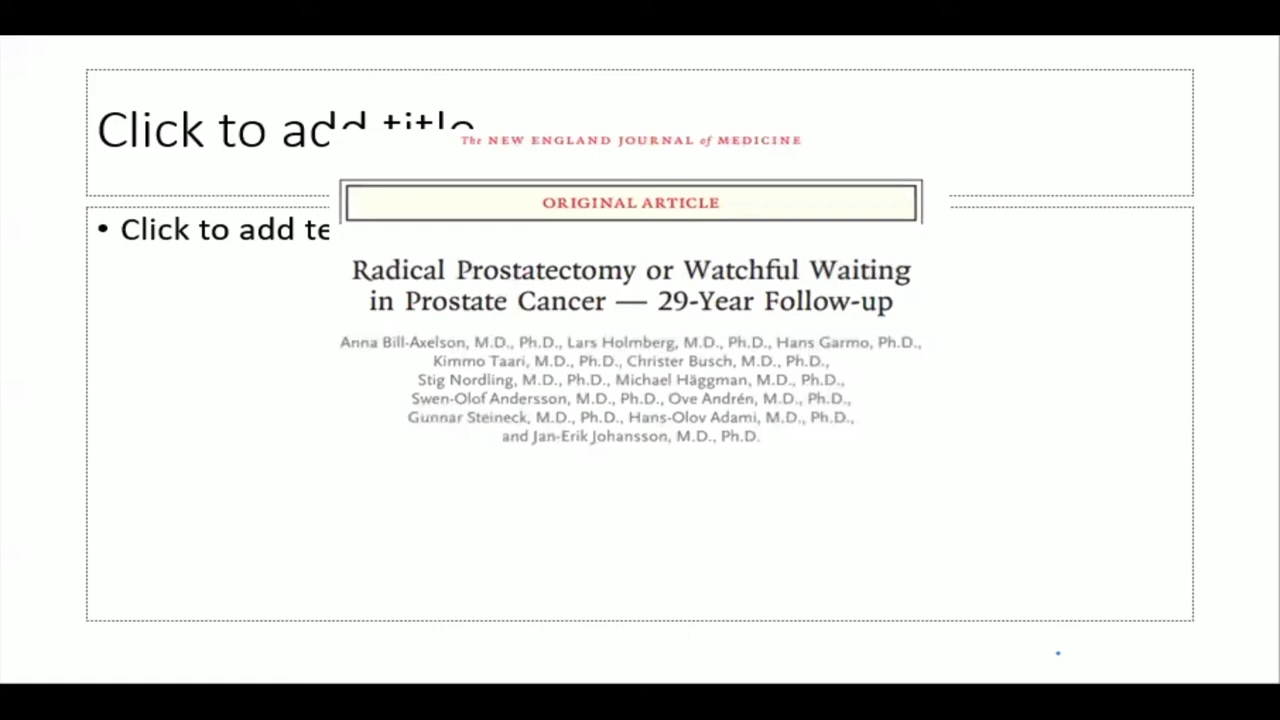 Click to add title
The NEW ENGLAND JOURNAL of MEDICINE
ORIGINAL ARTICLE
• Click to add te
Radical Prostatectomy or Watchful Waiting
in Prostate Cancer — 29-Year Follow-up
Anna Bill-Axelson, M.D., Ph.D., Lars Holmberg, M.D., Ph.D., Hans Garmo, Ph.D.,
Kimmo Taari, M.D., Ph.D., Christer Busch, M.D., Ph.D.,
Stig Nordling, M.D., Ph.D., Michael Häggman, M.D., Ph.D.,
Swen-Olof Andersson, M.D., Ph.D., Ove Andrén, M.D., Ph.D.,
Gunnar Steineck, M.D., Ph.D., Hans-Olov Adami, M.D., Ph.D.,
and Jan-Erik Johansson, M.D., Ph.D.